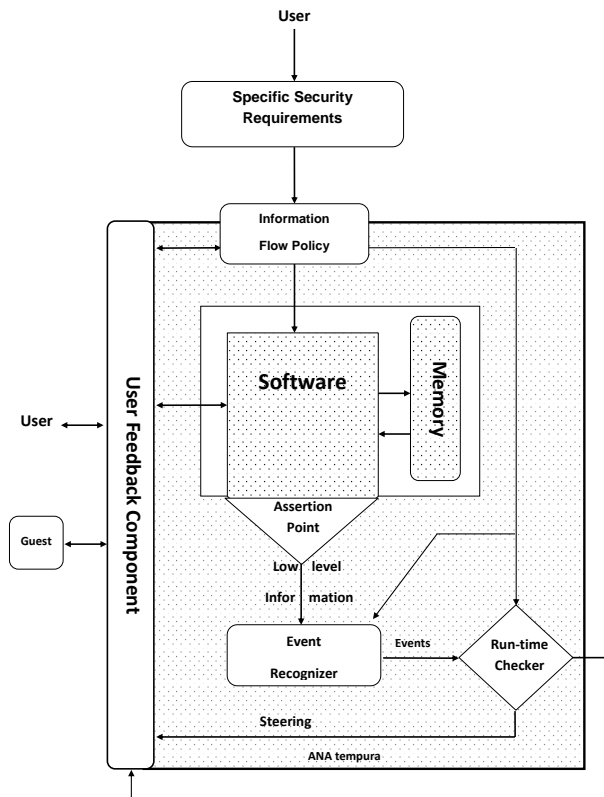 User
Specific Security
Requirements
Information
Flow Policy
Software
Memory
User Feedback Component
User
Assertion
Point
Guest
Low level
Infor mation
Event
Recognizer
Events
Run-time
Checker
Steering
ANA tempura